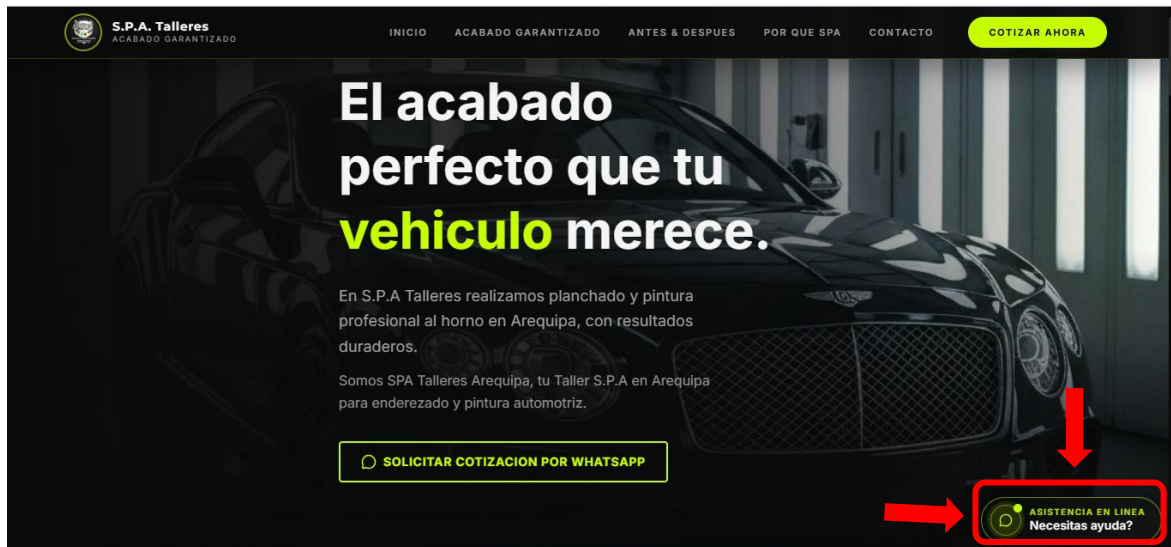 S.P.A. Talleres
ACABADO GARANTIZADO
INICIO
ACABADO GARANTIZADO
ANTES & DESPUES
POR QUE SPA
CONTACTO
COTIZAR AHORA
El acabado
perfecto que tu
vehiculo merece.
En S.P.A Talleres realizamos planchado y pintura
profesional al horno en Arequipa, con resultados
duraderos.
Somos SPA Talleres Arequipa, tu Taller S.P.A en Arequipa
para enderezado y pintura automotriz.
SOLICITAR COTIZACION POR WHATSAPP
ASISTENCIA EN LINEA
Necesitas ayuda?